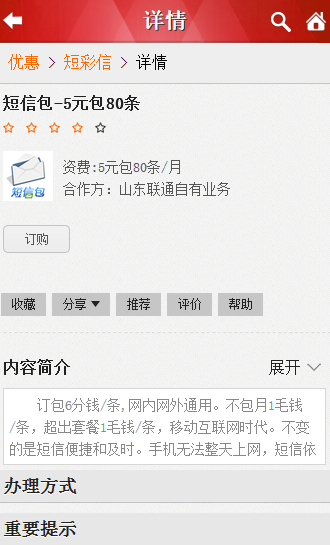 详情
优惠 > 短彩信 > 详情
短信包-5元包80条
短信包
资费:5元包80条/月
合作方：山东联通自有业务
订购
收藏 分享 推荐 评价 帮助
内容简介 展开
订包6分钱/条,网内网外通用。不包月1毛钱
/条，超出套餐1毛钱/条，移动互联网时代。不变
的是短信便捷和及时。手机无法整天上网，短信依
办理方式
重要提示